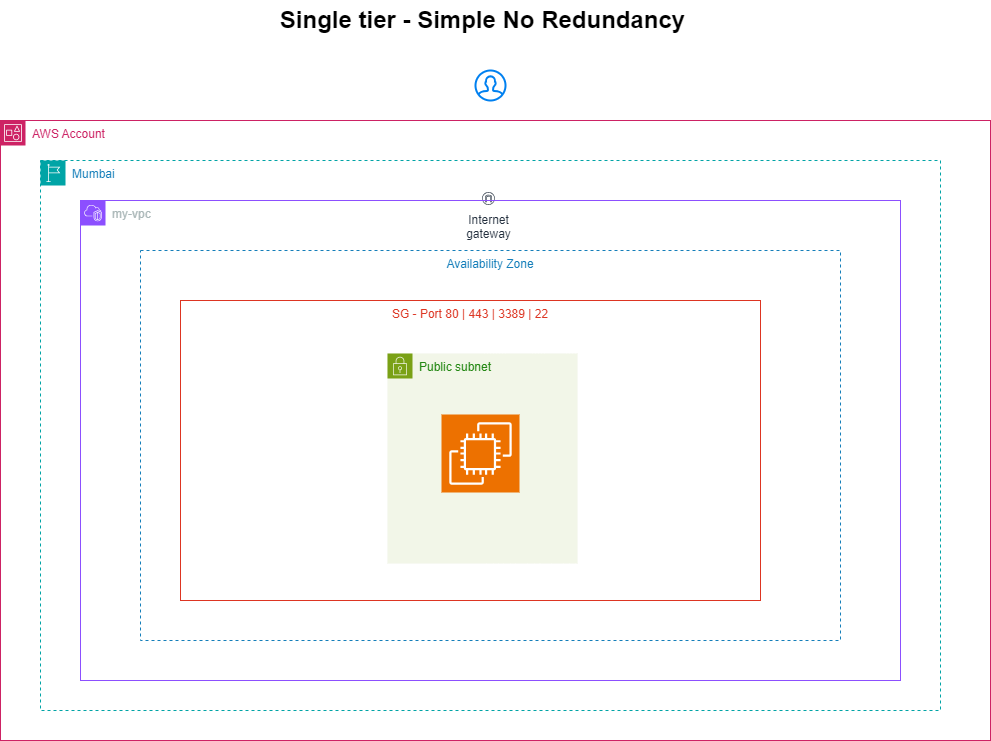 Single tier - Simple No Redundancy
AWS Account
Mumbai
my-vpc
Internet
gateway
Availability Zone
SG - Port 80 | 443 | 3389 | 22
Public subnet